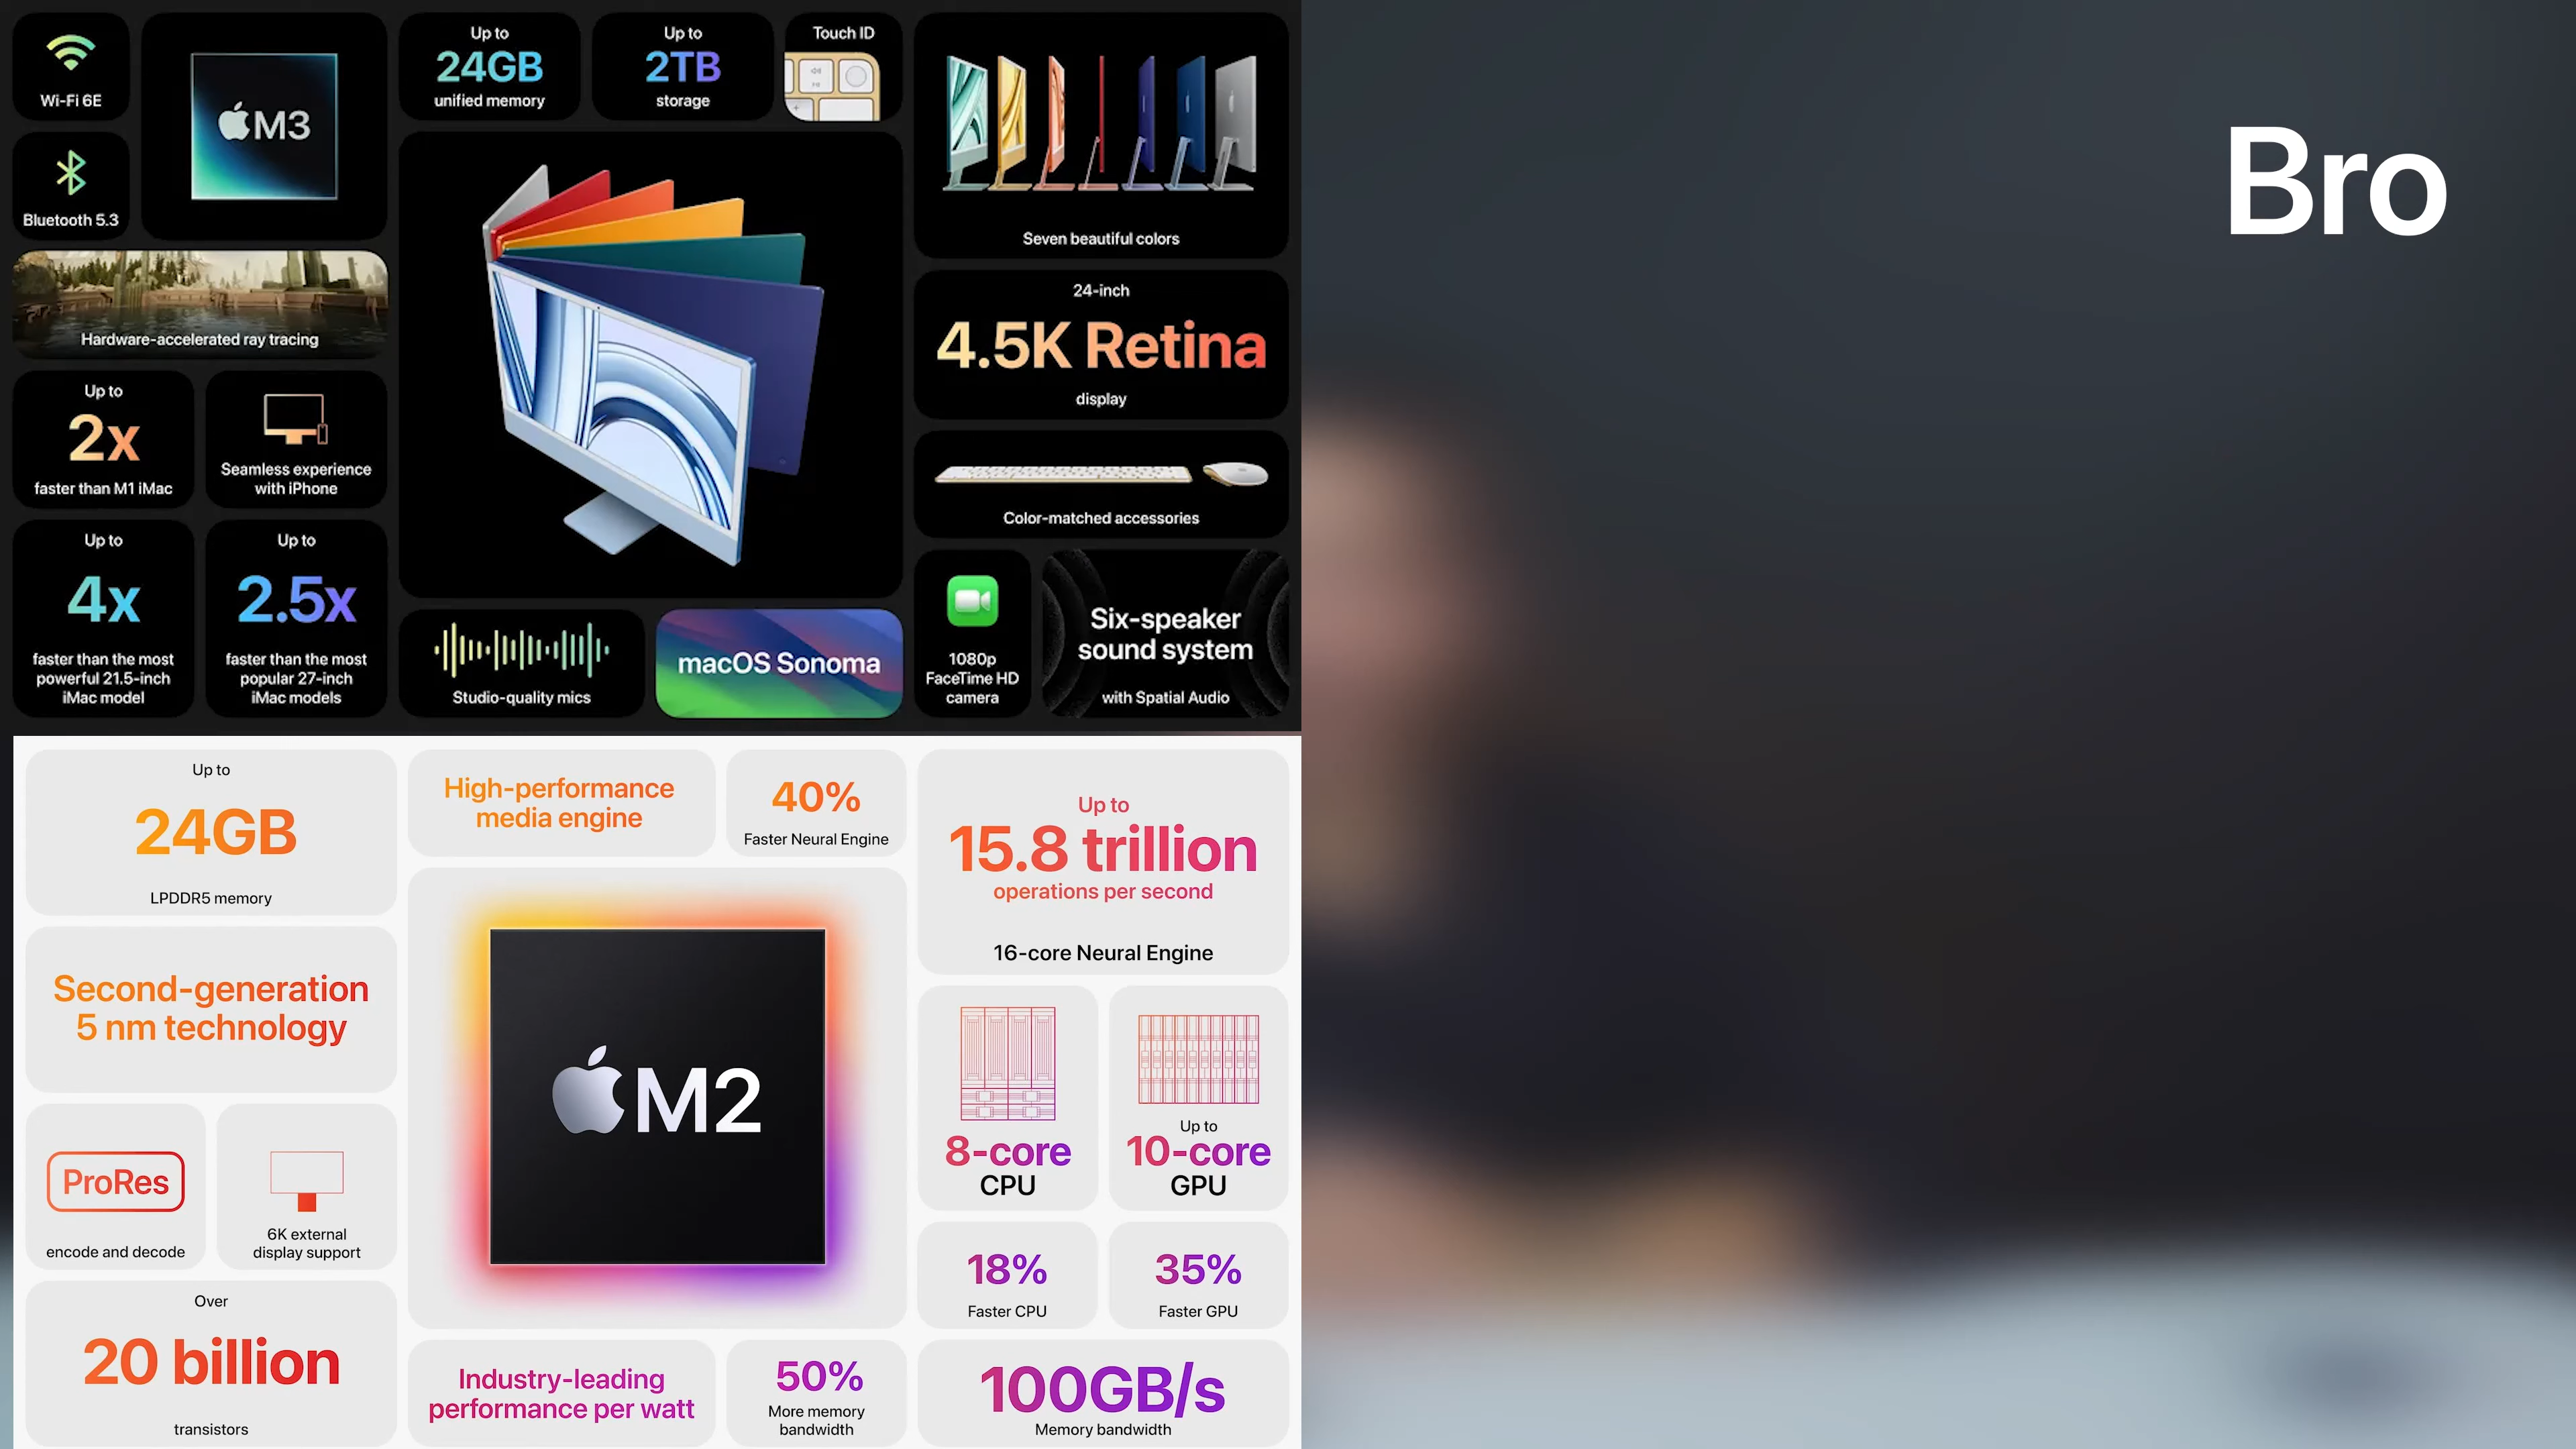 Wi-Fi 6E
M3
Up to
24GB
unified memory
Up to
2TB
storage
Touch ID
Seven beautiful colors
Bro
Bluetooth 5.3
Hardware-accelerated ray tracing
24-inch
4.5K Retina
display
Up to
2x
faster than M1 iMac
Seamless experience
with iPhone
Color-matched accessories
Up to
4x
faster than the most
powerful 21.5-inch
iMac model
Up to
2.5x
faster than the most
popular 27-inch
iMac models
Studio-quality mics
macOS Sonoma
1080p
FaceTime HD
camera
Six-speaker
sound system
with Spatial Audio
Up to
24GB
LPDDR5 memory
High-performance
media engine
40%
Faster Neural Engine
Up to
15.8 trillion
operations per second
16-core Neural Engine
Second-generation
5 nm technology
M2
8-core
CPU
Up to
10-core
GPU
ProRes
encode and decode
6K external
display support
18%
Faster CPU
35%
Faster GPU
Over
20 billion
transistors
Industry-leading
performance per watt
50%
More memory
bandwidth
100GB/s
Memory bandwidth